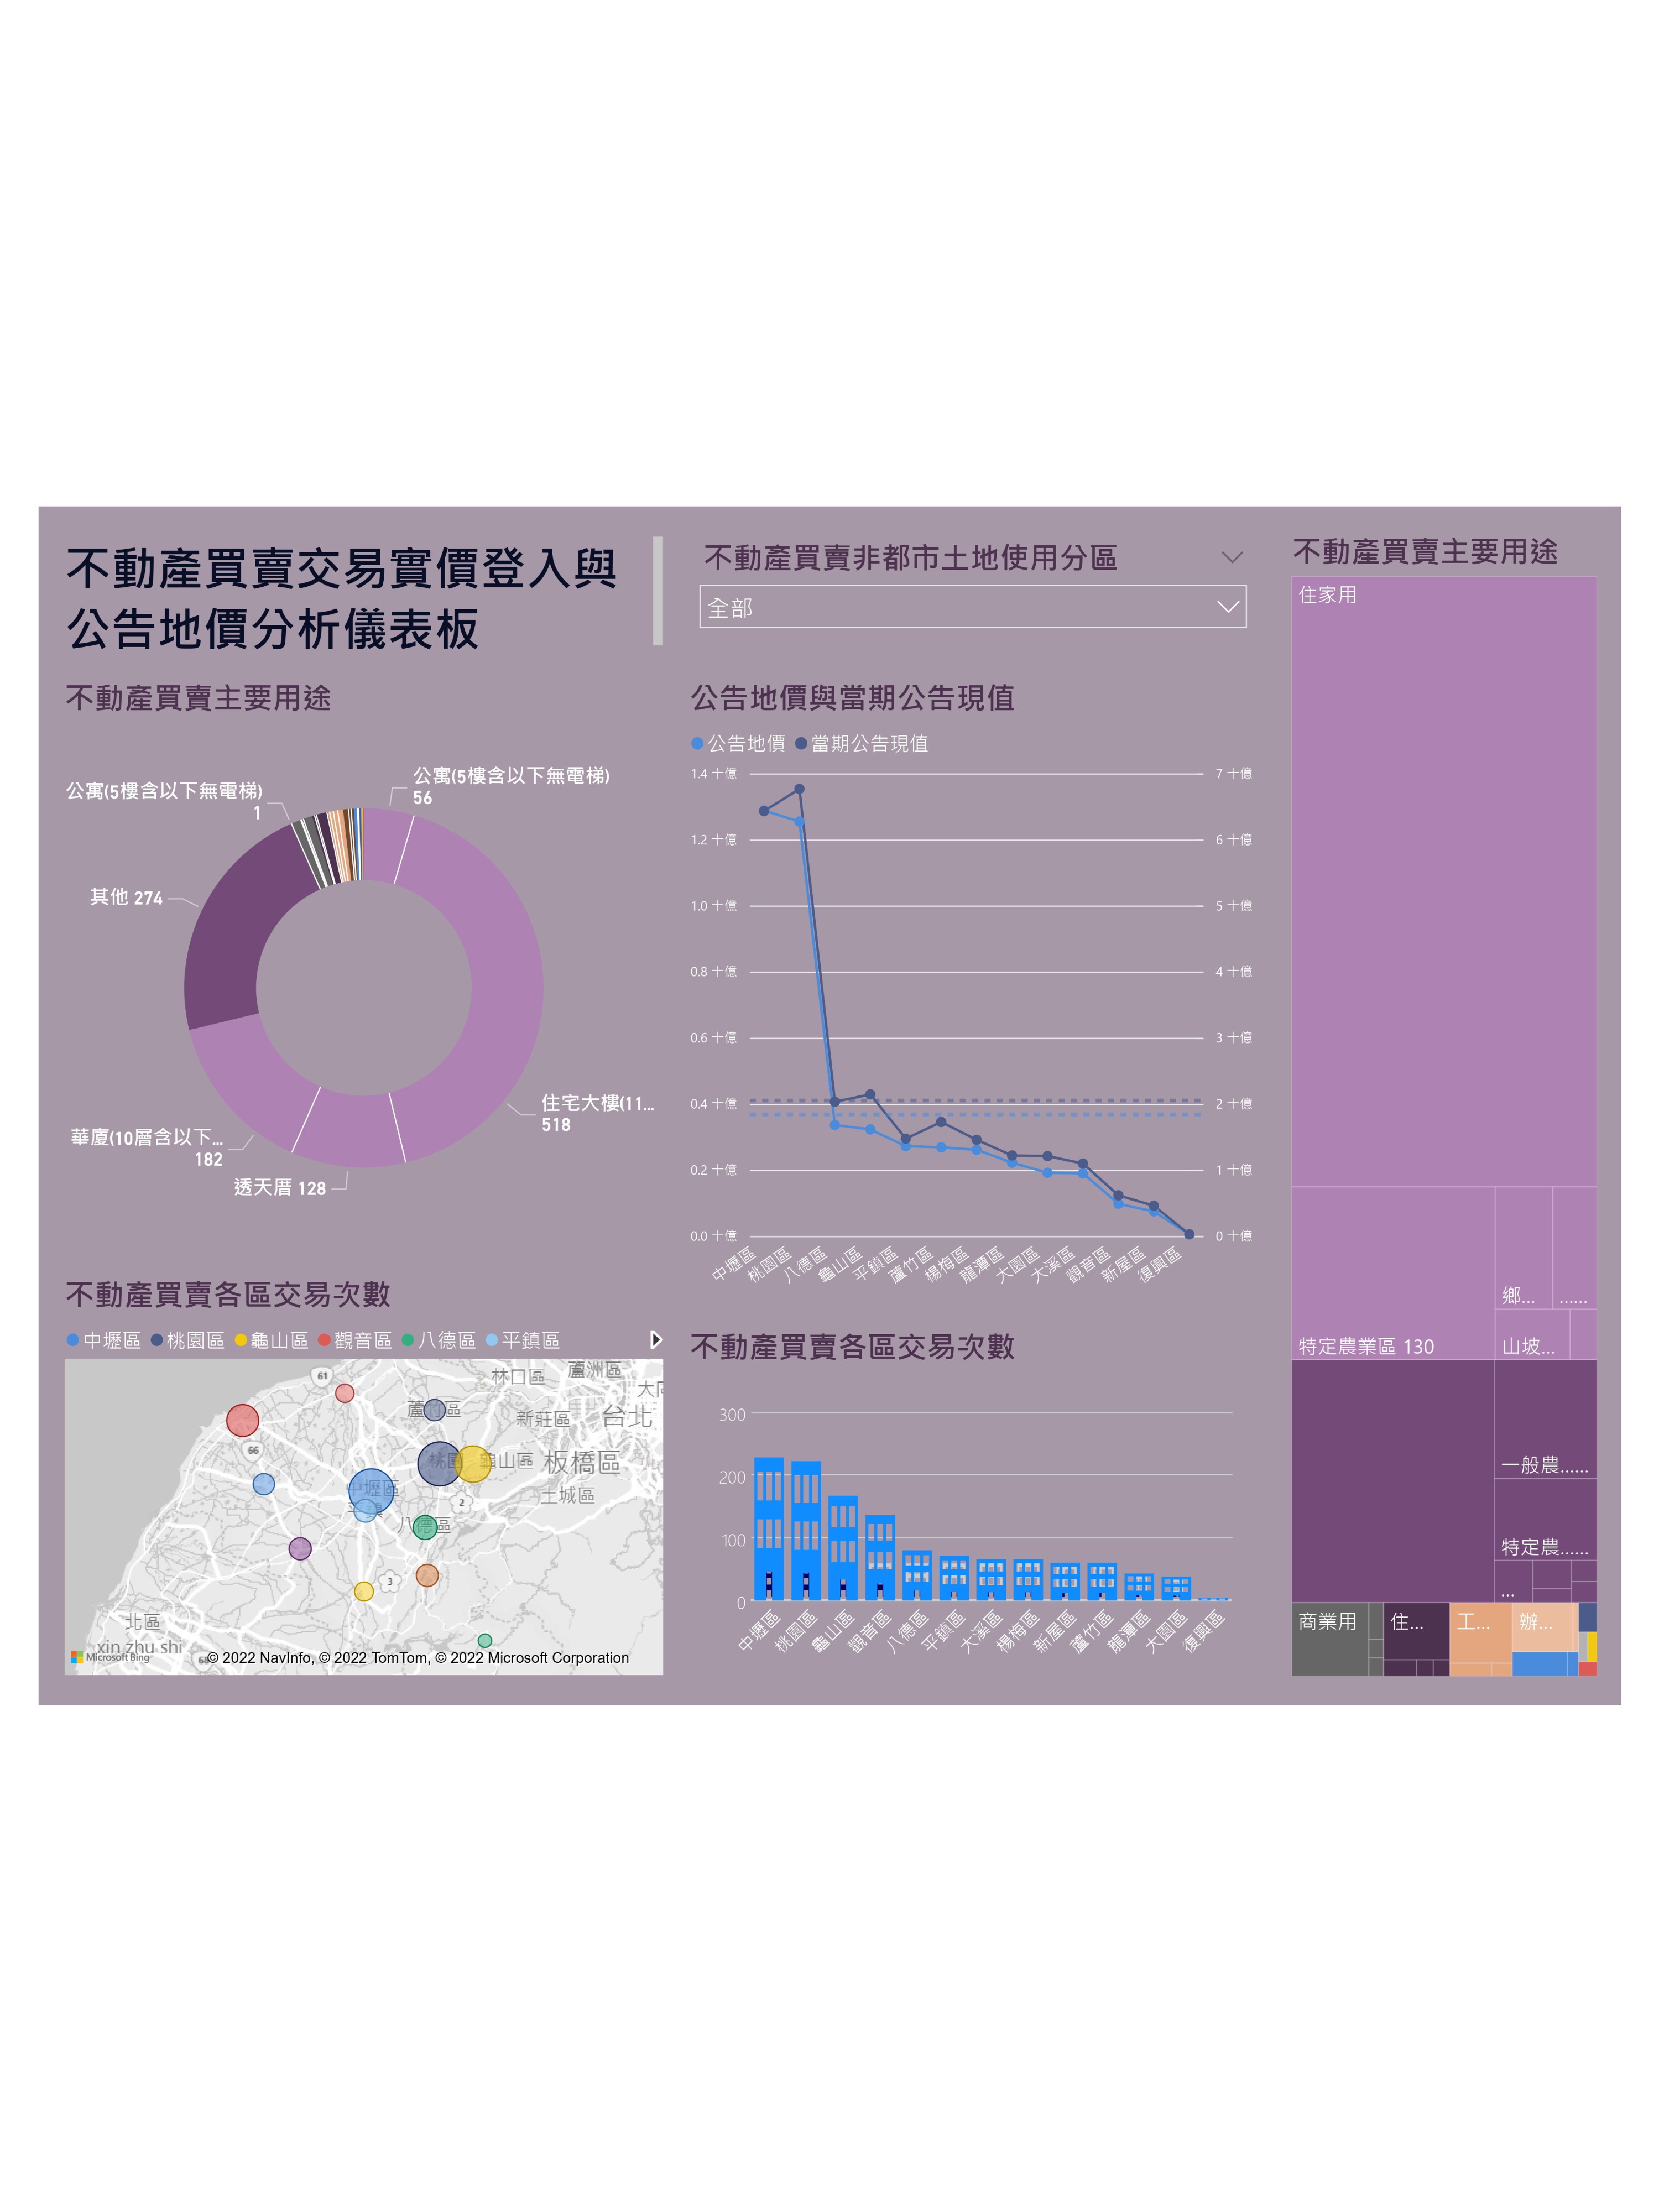 不動產買賣交易實價登入與
公告地價分析儀表板
不動產買賣非都市土地使用分區
全部
不動產買賣主要用途
公寓(5樓含以下無電梯)
56
公寓(5樓含以下無電梯)
1
其他 274
住宅大樓(11...
518
華廈(10層含以下...
182
透天厝 128
公告地價與當期公告現值
公告地價
當期公告現值
1.4 十億
1.2 十億
1.0 十億
0.8 十億
0.6 十億
0.4 十億
0.2 十億
0.0 十億
7 十億
6 十億
5 十億
4 十億
3 十億
2 十億
1 十億
0 十億
中壢區
桃園區
八德區
龜山區
平鎮區
蘆竹區
楊梅區
龍潭區
大園區
大溪區
觀音區
新屋區
復興區
不動產買賣各區交易次數
中壢區
桃園區
龜山區
觀音區
八德區
平鎮區
61
林口區
蘆洲區
蘆竹區
新莊區
台北
66
桃園
龜山區
板橋區
中壢區
2
土城區
八德區
3
北區
xin zhu shi
68
Microsoft Bing
© 2022 NavInfo, © 2022 TomTom, © 2022 Microsoft Corporation
不動產買賣各區交易次數
300
200
100
0
中壢區
桃園區
龜山區
觀音區
八德區
平鎮區
大溪區
楊梅區
新屋區
蘆竹區
龍潭區
大園區
復興區
不動產買賣主要用途
住家用
鄉...
......
特定農業區 130
山坡...
一般農......
特定農......
...
商業用
住...
工...
辦...